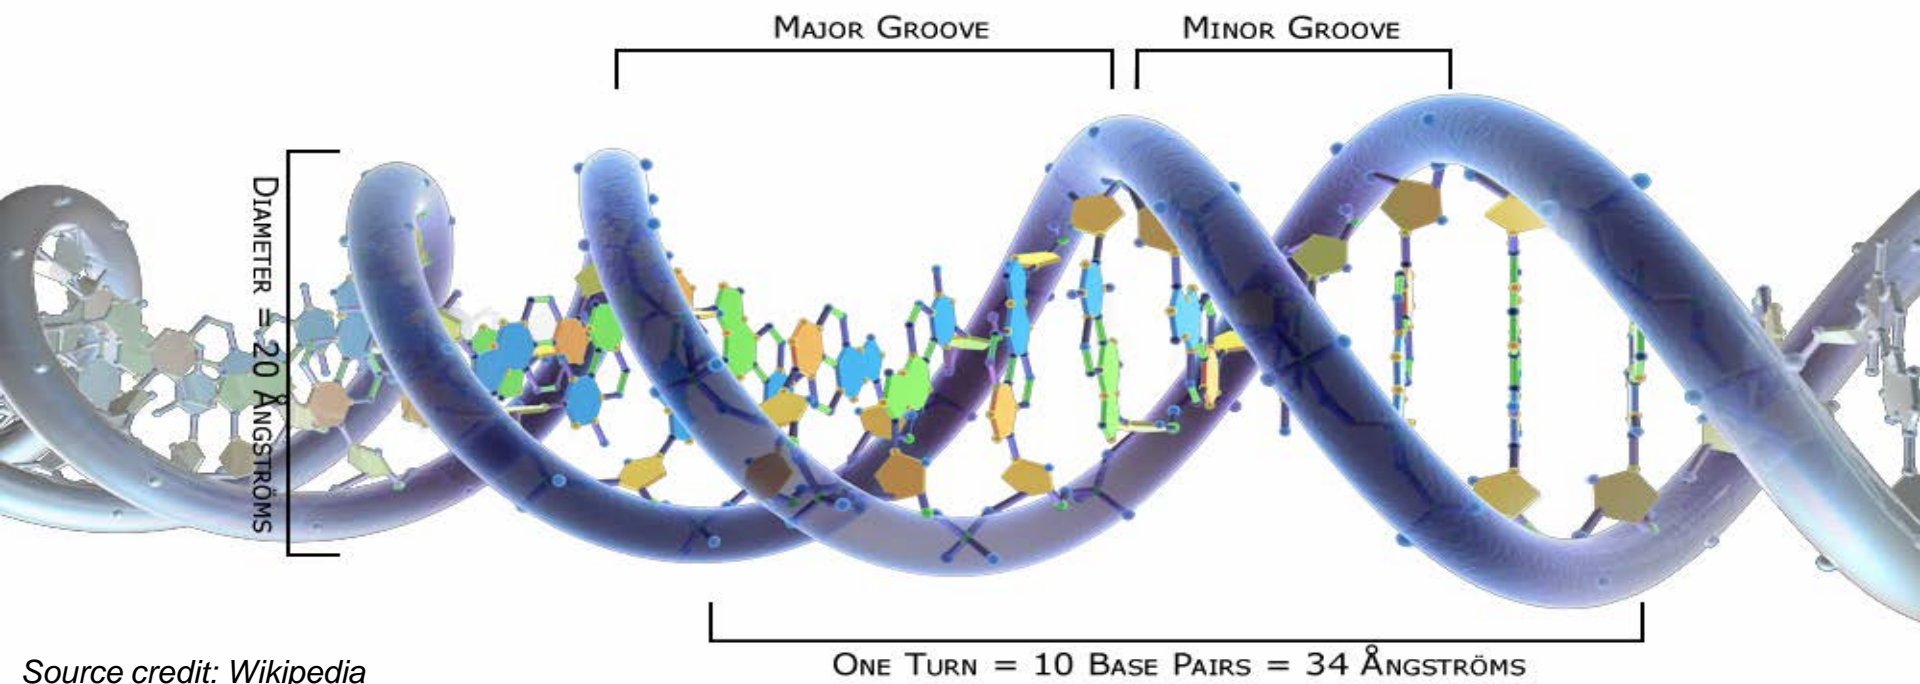 Major Groove
Minor Groove
Diameter = 20 Ångströms
One Turn = 10 Base Pairs = 34 Ångströms
Source credit: Wikipedia